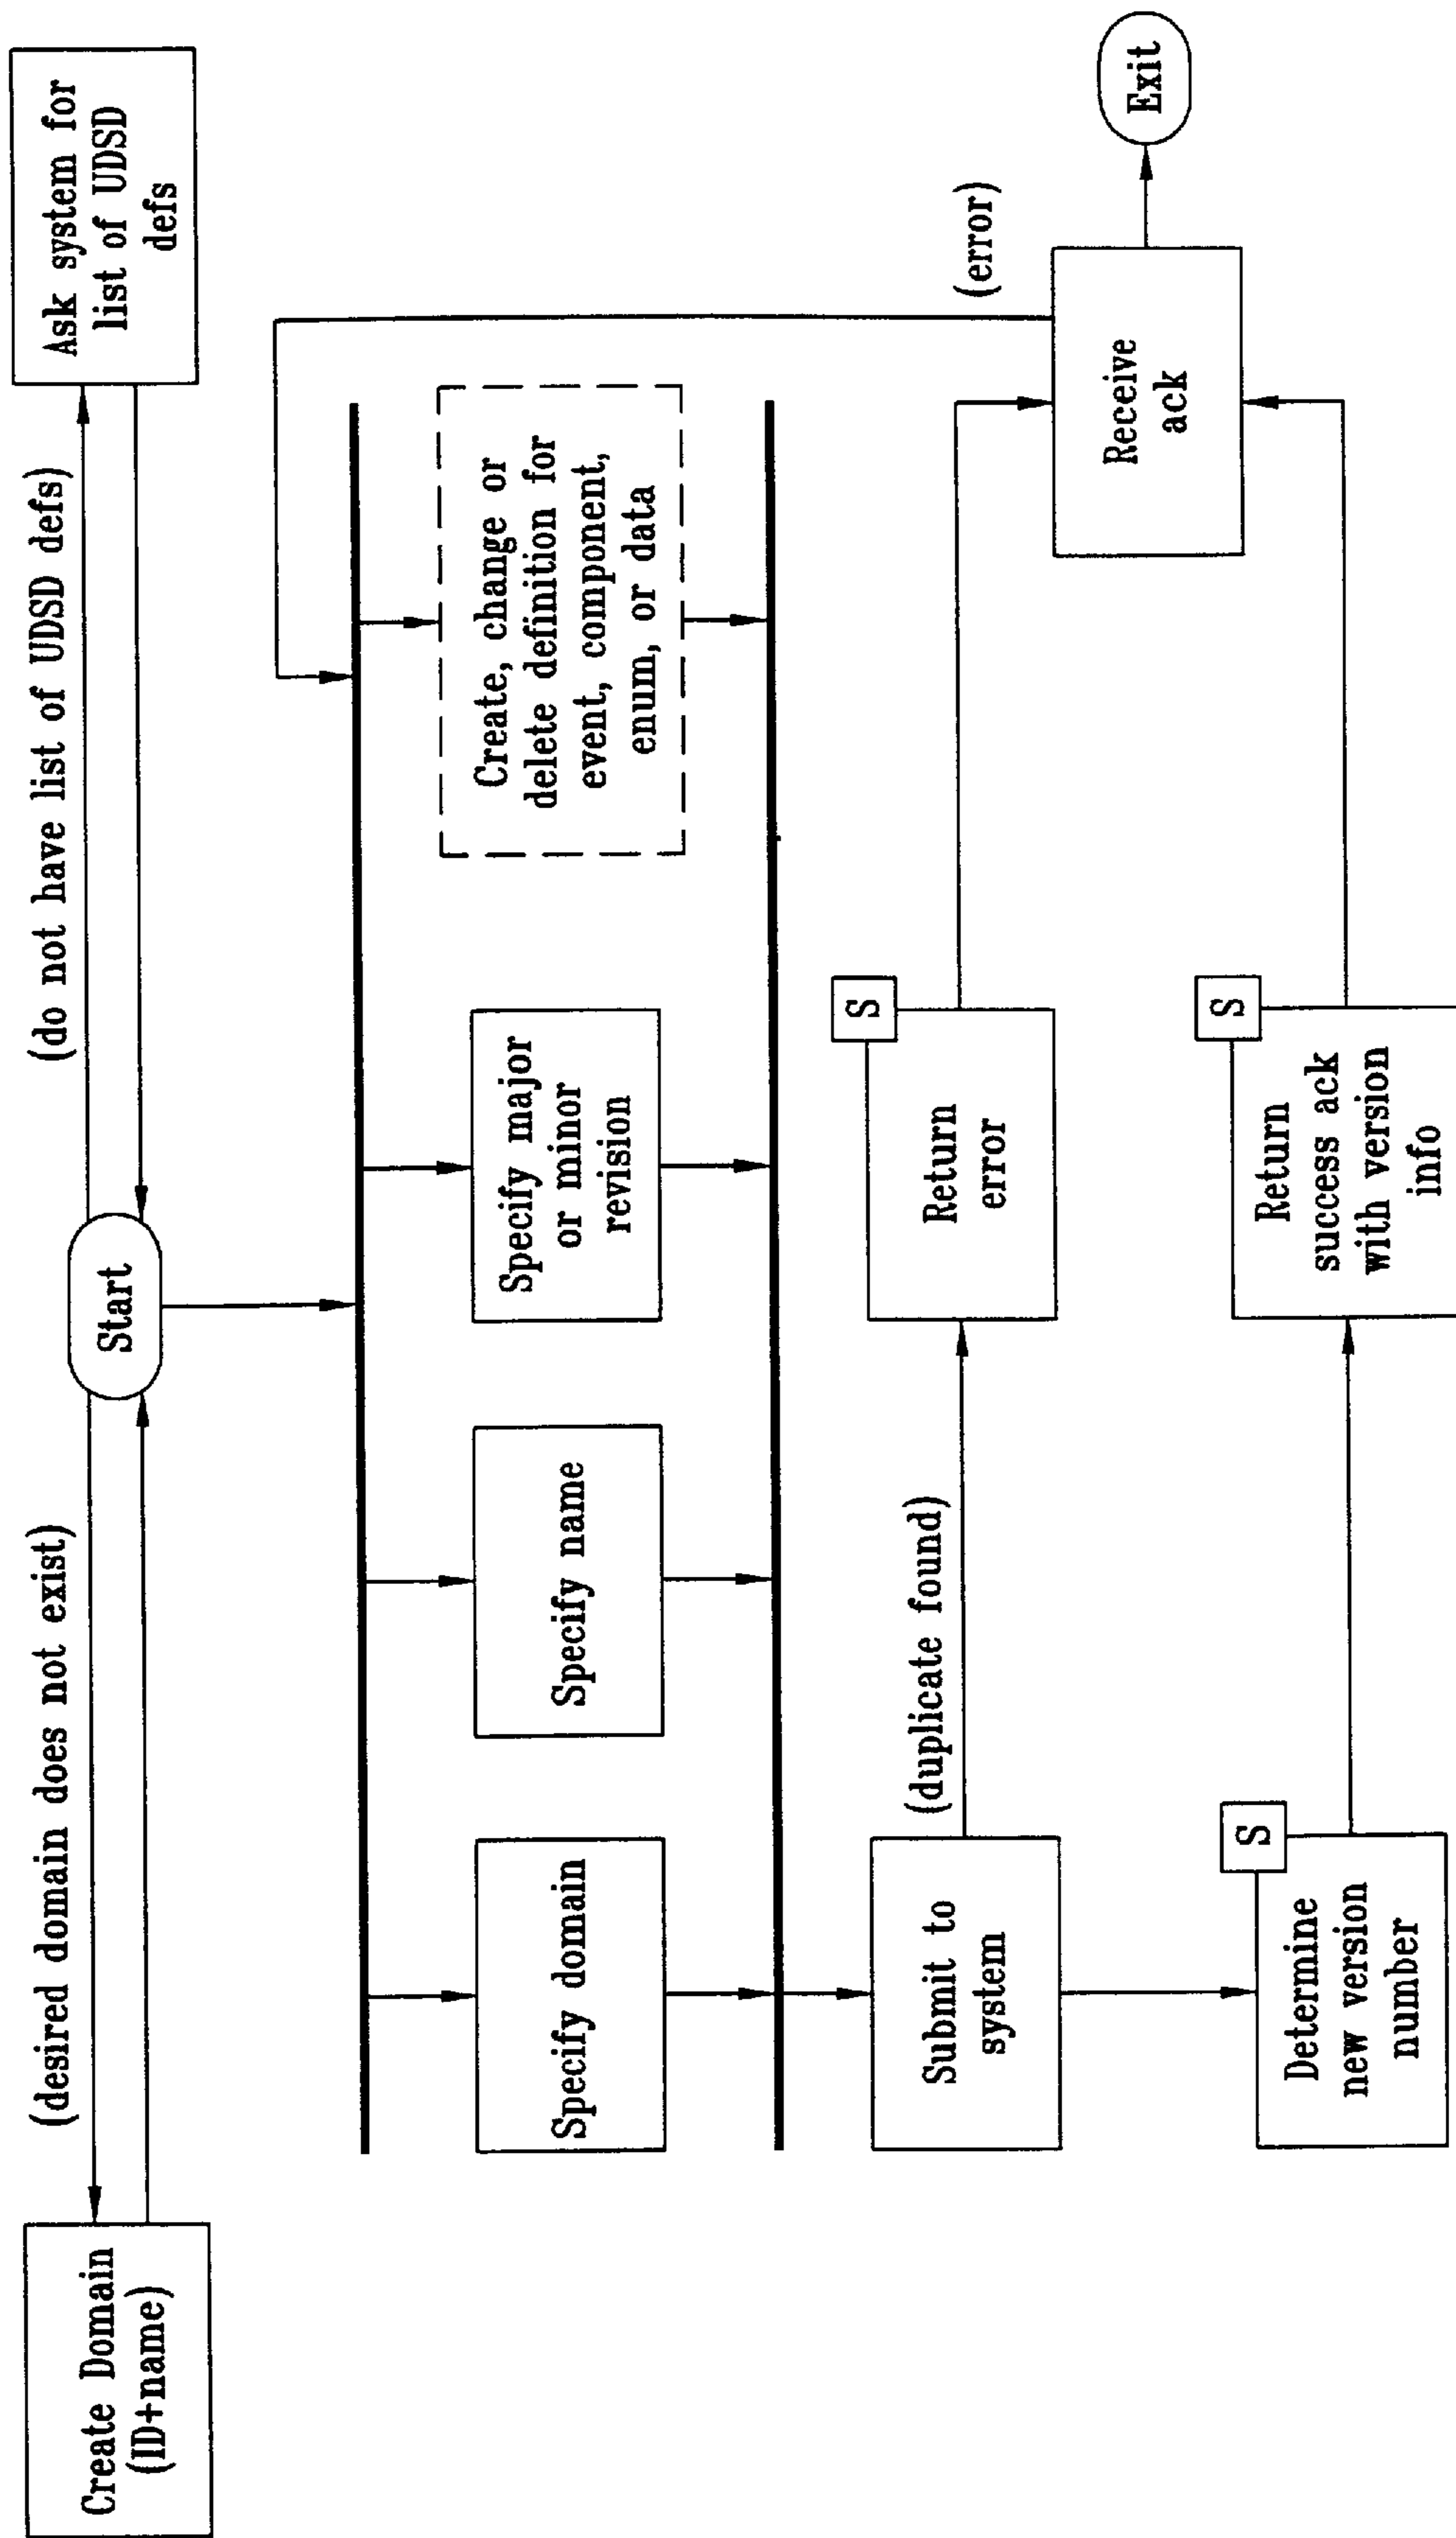 Create Domain
(ID+name)
(desired domain does not exist)
Start
(do not have list of UDSD defs)
Ask system for
list of UDSD
defs
Specify domain
Specify name
Specify major
or minor
revision
Create, change or
delete definition for
event, component,
enum, or data
Submit to
system
(duplicate found)
S
Return
error
(error)
Receive
ack
Exit
S
Determine
new version
number
S
Return
success ack
with version
info